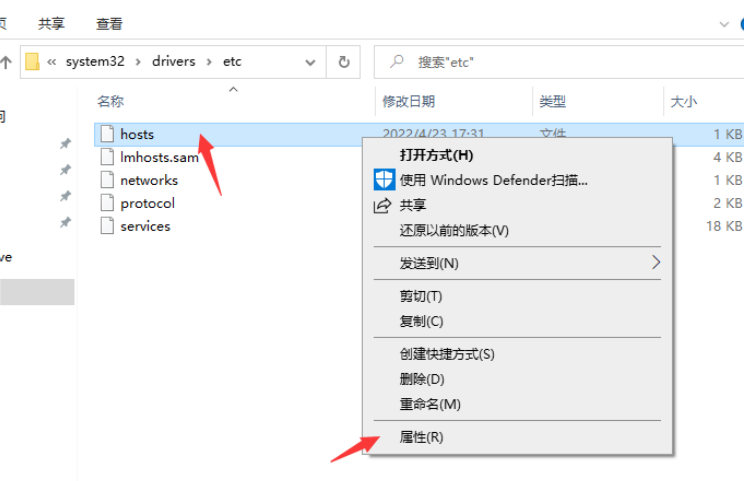 页 共享 查看
« system32 › drivers › etc
搜索"etc"
名称 修改日期 类型 大小
hosts 2022/4/23 17:31 文件 1 KB
lmhosts.sam 4 KB
networks 1 KB
protocol 2 KB
services 18 KB
打开方式(H)
使用 Windows Defender扫描...
共享
还原以前的版本(V)
发送到(N)
剪切(T)
复制(C)
创建快捷方式(S)
删除(D)
重命名(M)
属性(R)
ve